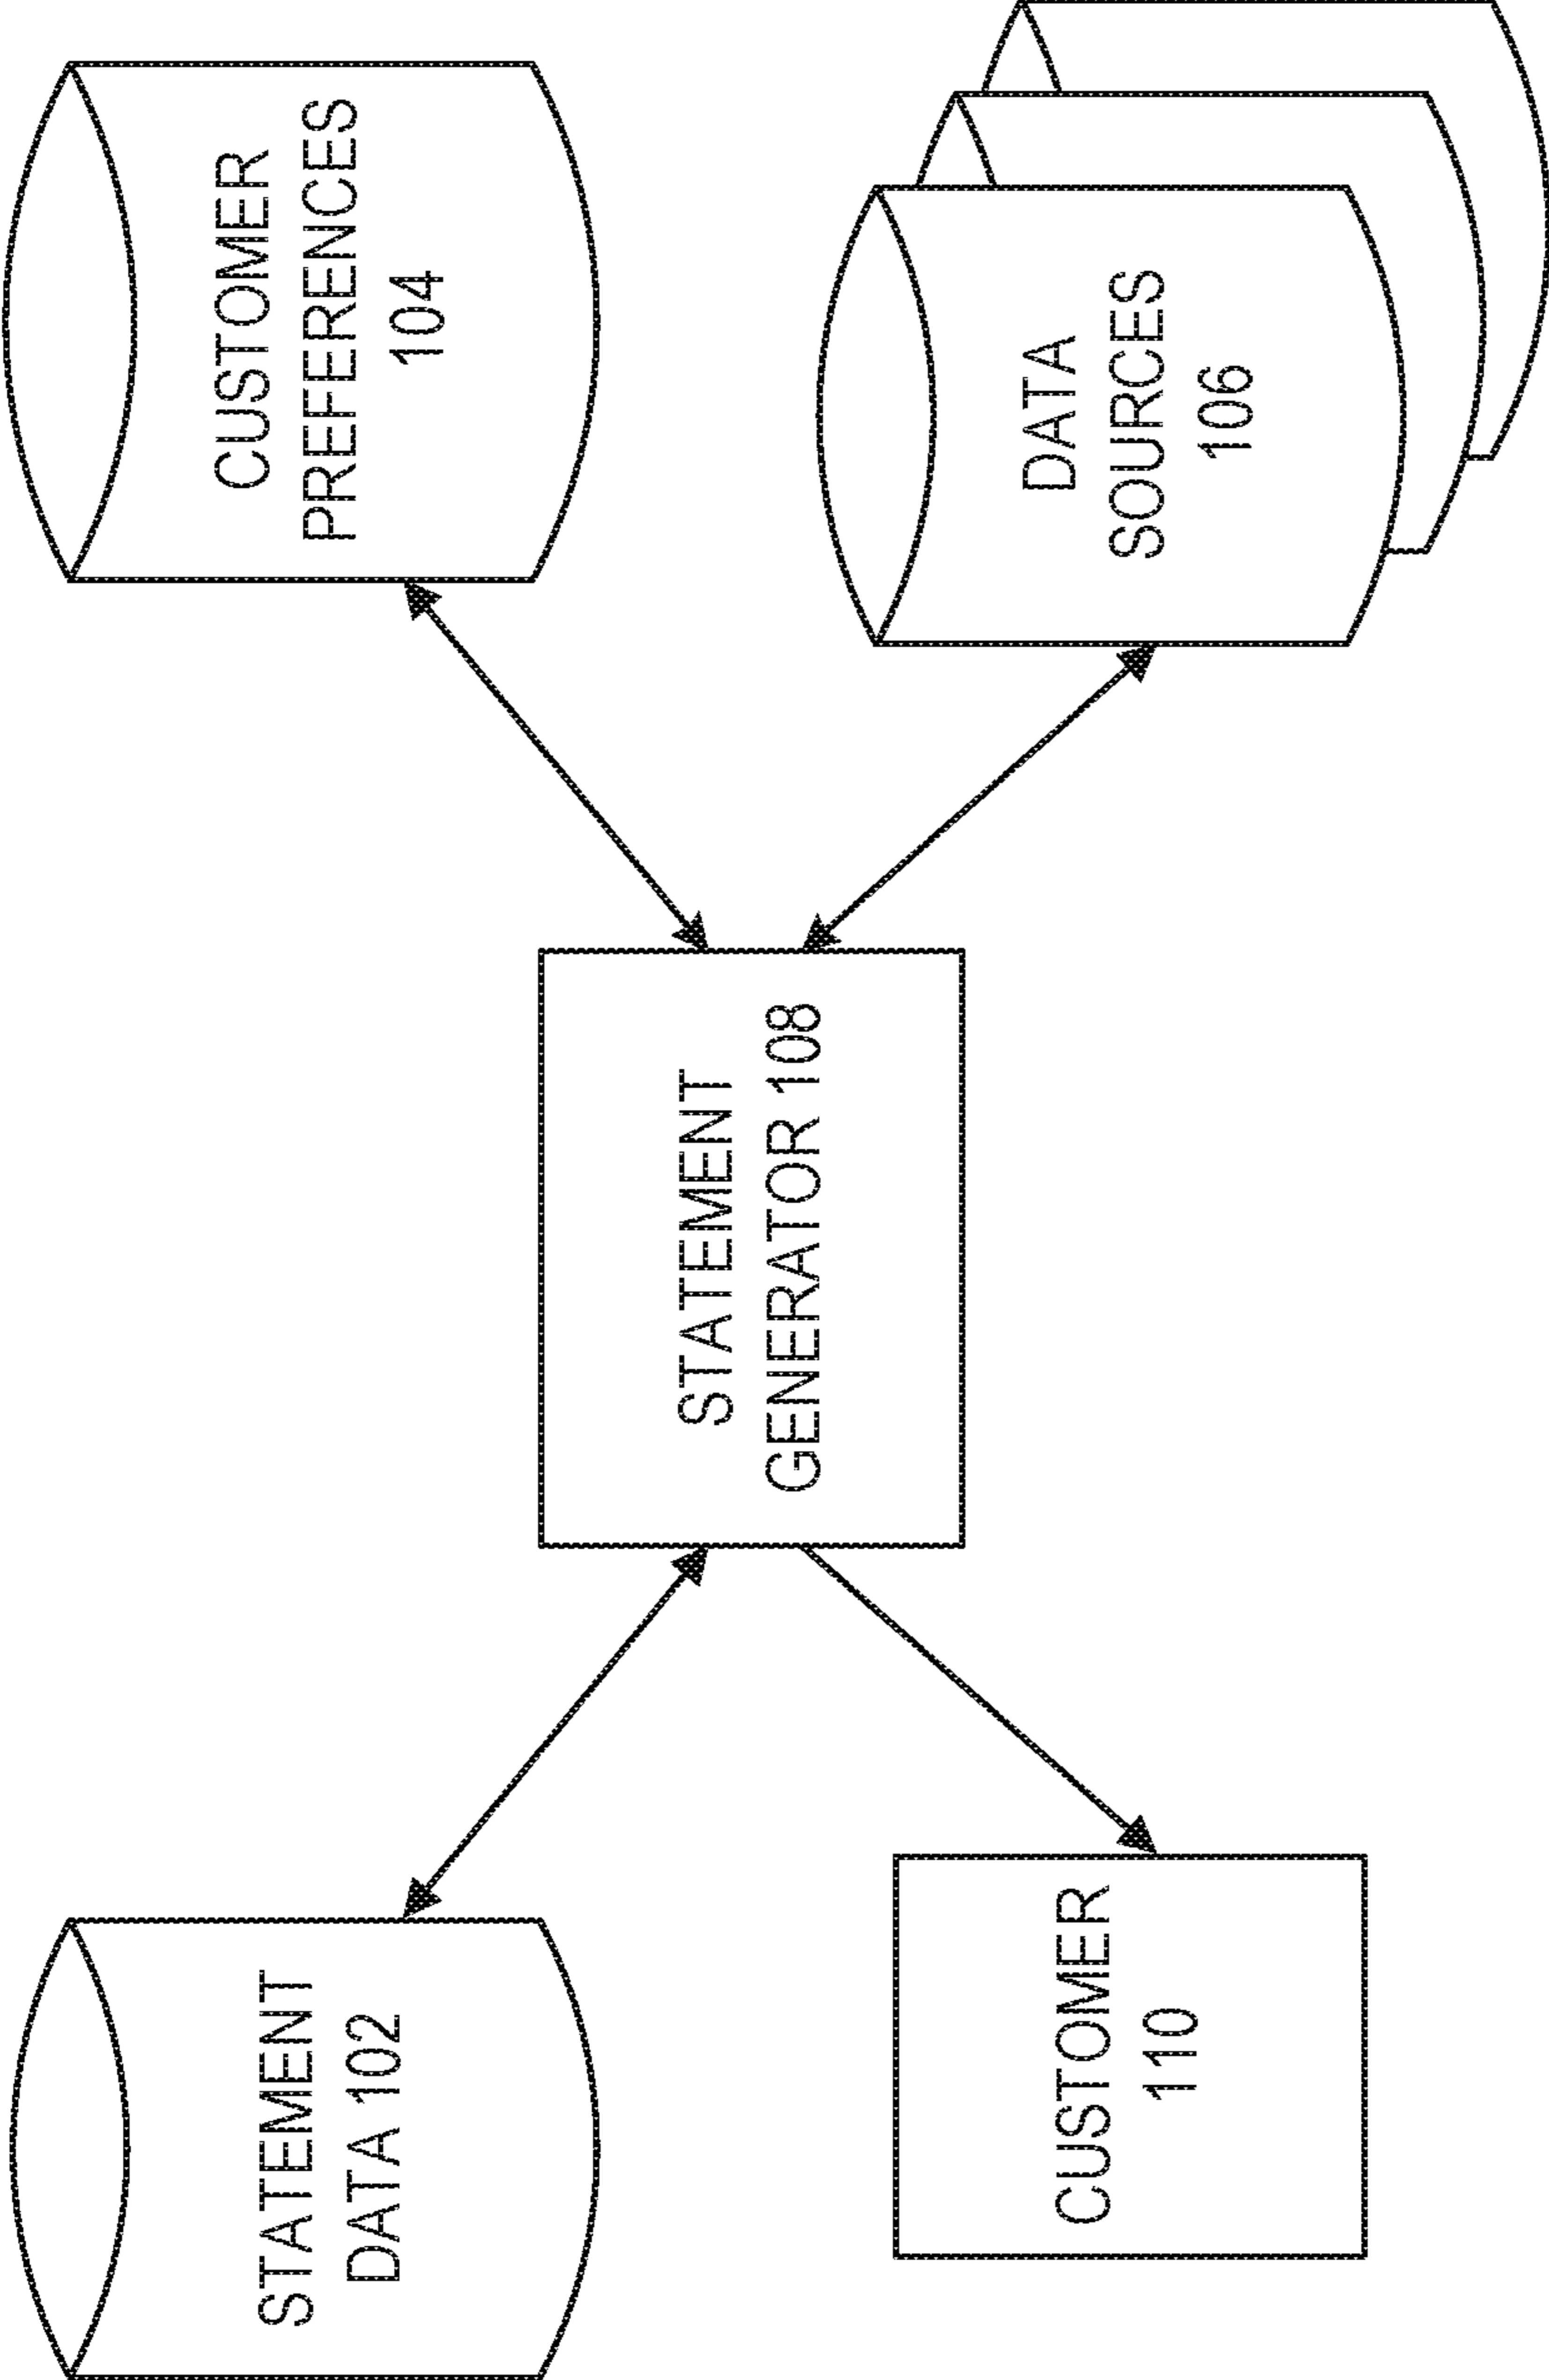 STATEMENT
DATA 102
CUSTOMER
PREFERENCES
104
STATEMENT
GENERATOR 108
CUSTOMER
110
DATA
SOURCES
106